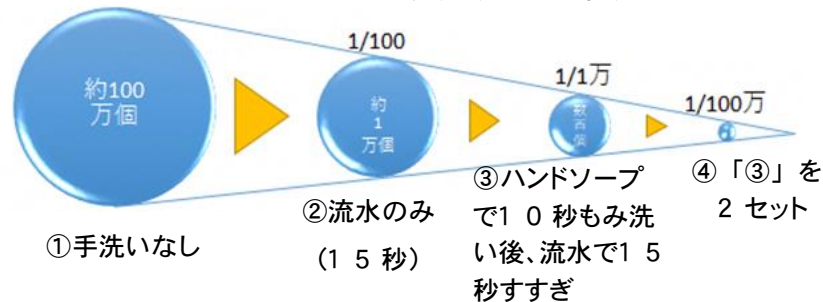 約100
万個
1/100
約
1
万個
1/1万
数百個
1/100万
①手洗いなし
②流水のみ
（1 5 秒）
③ハンドソープ
で1 0 秒もみ洗
い後、流水で1 5
秒すすぎ
④「③」を
2 セット